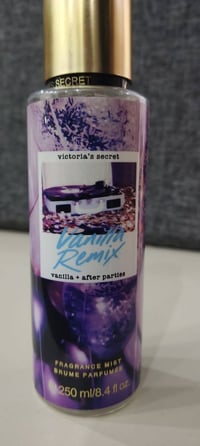 SECRET
victoria's secret
Vanilla
Remix
vanilla + after parties
FRAGRANCE MIST
BRUME PARFUMÉE
250 ml/8.4 fl oz.